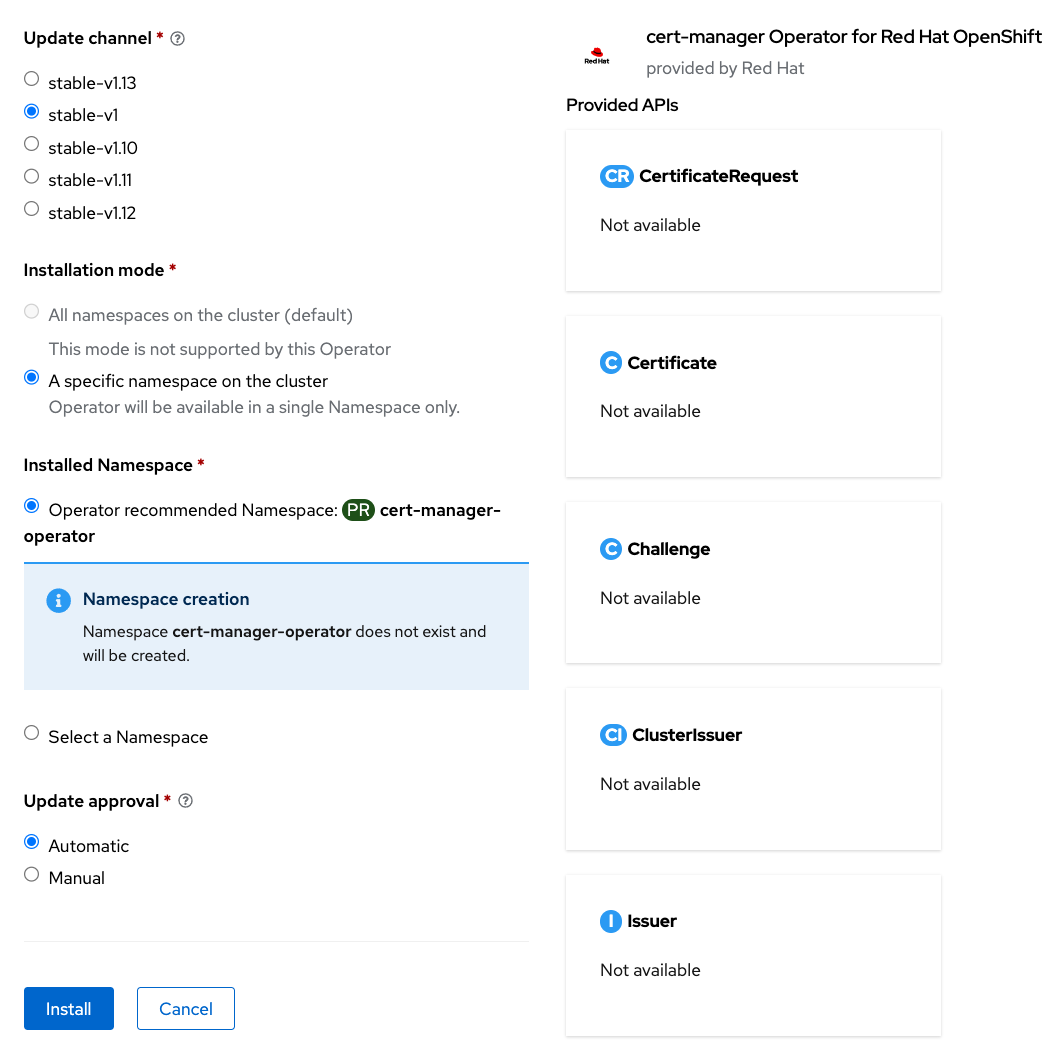 Update channel *
stable-v1.13
stable-v1
stable-v1.10
stable-v1.11
stable-v1.12
Installation mode *
All namespaces on the cluster (default)
This mode is not supported by this Operator
A specific namespace on the cluster
Operator will be available in a single Namespace only.
Installed Namespace *
Operator recommended Namespace: PR cert-manager-
operator
Namespace creation
Namespace cert-manager-operator does not exist and
will be created.
Select a Namespace
Update approval *
Automatic
Manual
Install
Cancel
Red Hat
cert-manager Operator for Red Hat OpenShift
provided by Red Hat
Provided APIs
CR CertificateRequest
Not available
C Certificate
Not available
C Challenge
Not available
CI ClusterIssuer
Not available
I Issuer
Not available